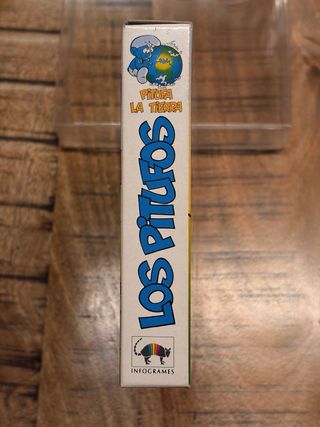 PITUFA
LA TIERRA
LOS PITUFOS
INFOGRAMES